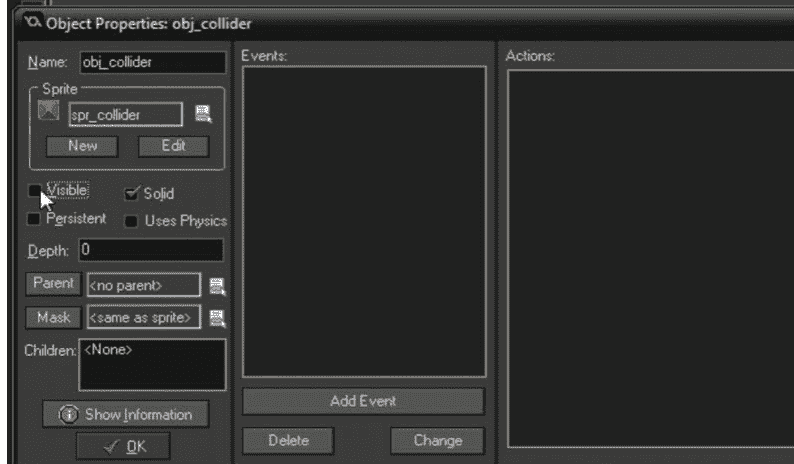 Object Properties: obj_collider
Name: obj_collider
Sprite
spr_collider
New Edit
Visible Solid
Persistent Uses Physics
Depth: 0
Parent <no parent>
Mask <same as sprite>
Children: <None>
Show Information
OK
Events:
Add Event
Delete Change
Actions: